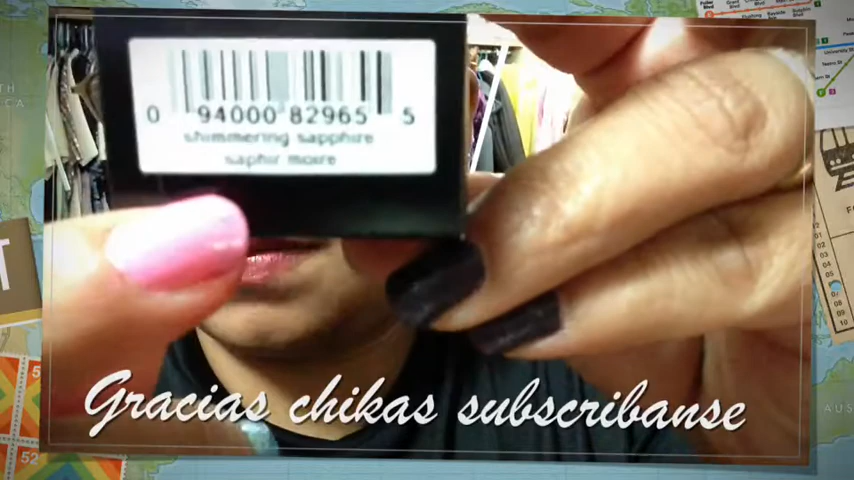 0 94000 82965 5
shimmering sapphire
saphir moire
Gracias chikas subscribanse